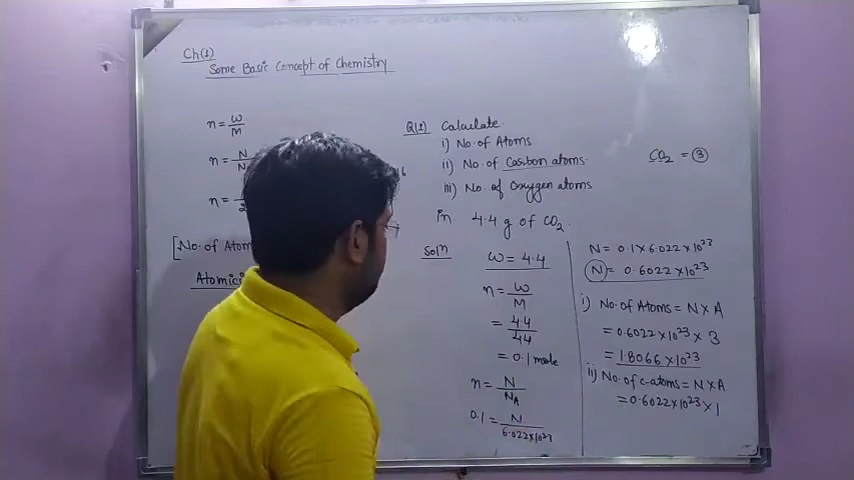 Ch(1)
Some Basic Concept of Chemistry
n = w/M
n = N/N
n =
[No. of Atom
Atomici
Q(1) Calculate.
i) No. of Atoms
ii) No. of Carbon atoms.
iii) No. of Oxygen atoms
in 4.4 g of CO₂.
CO₂ = ③
Solⁿ
w = 4.4
n = w/M
= 4.4/44
= 0.1 mole
n = N/N_A
0.1 = N/6.022×10²³
N = 0.1 × 6.022×10²³
N = 0.6022×10²³
i) No. of Atoms = N × A
= 0.6022×10²³ × 3
= 1.8066×10²³
ii) No. of c-atoms = N × A
= 0.6022×10²³ × 1